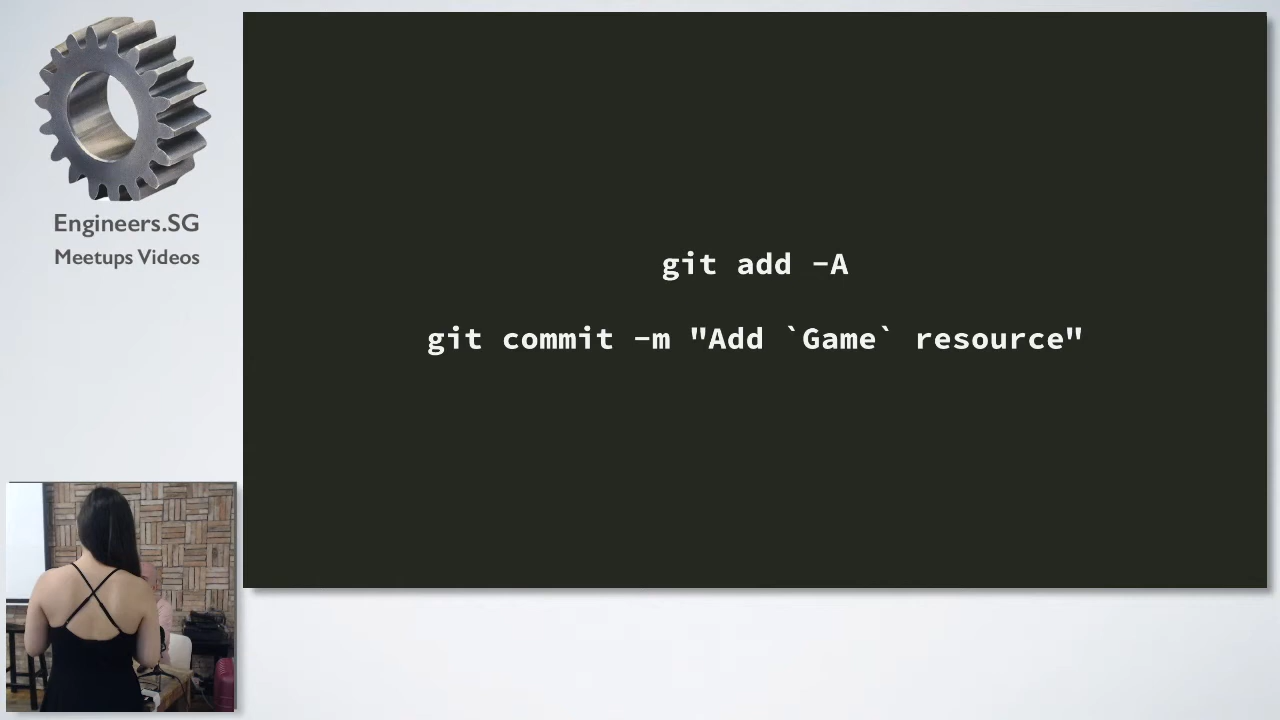 Engineers.SG
Meetups Videos
git add -A
git commit -m "Add `Game` resource"